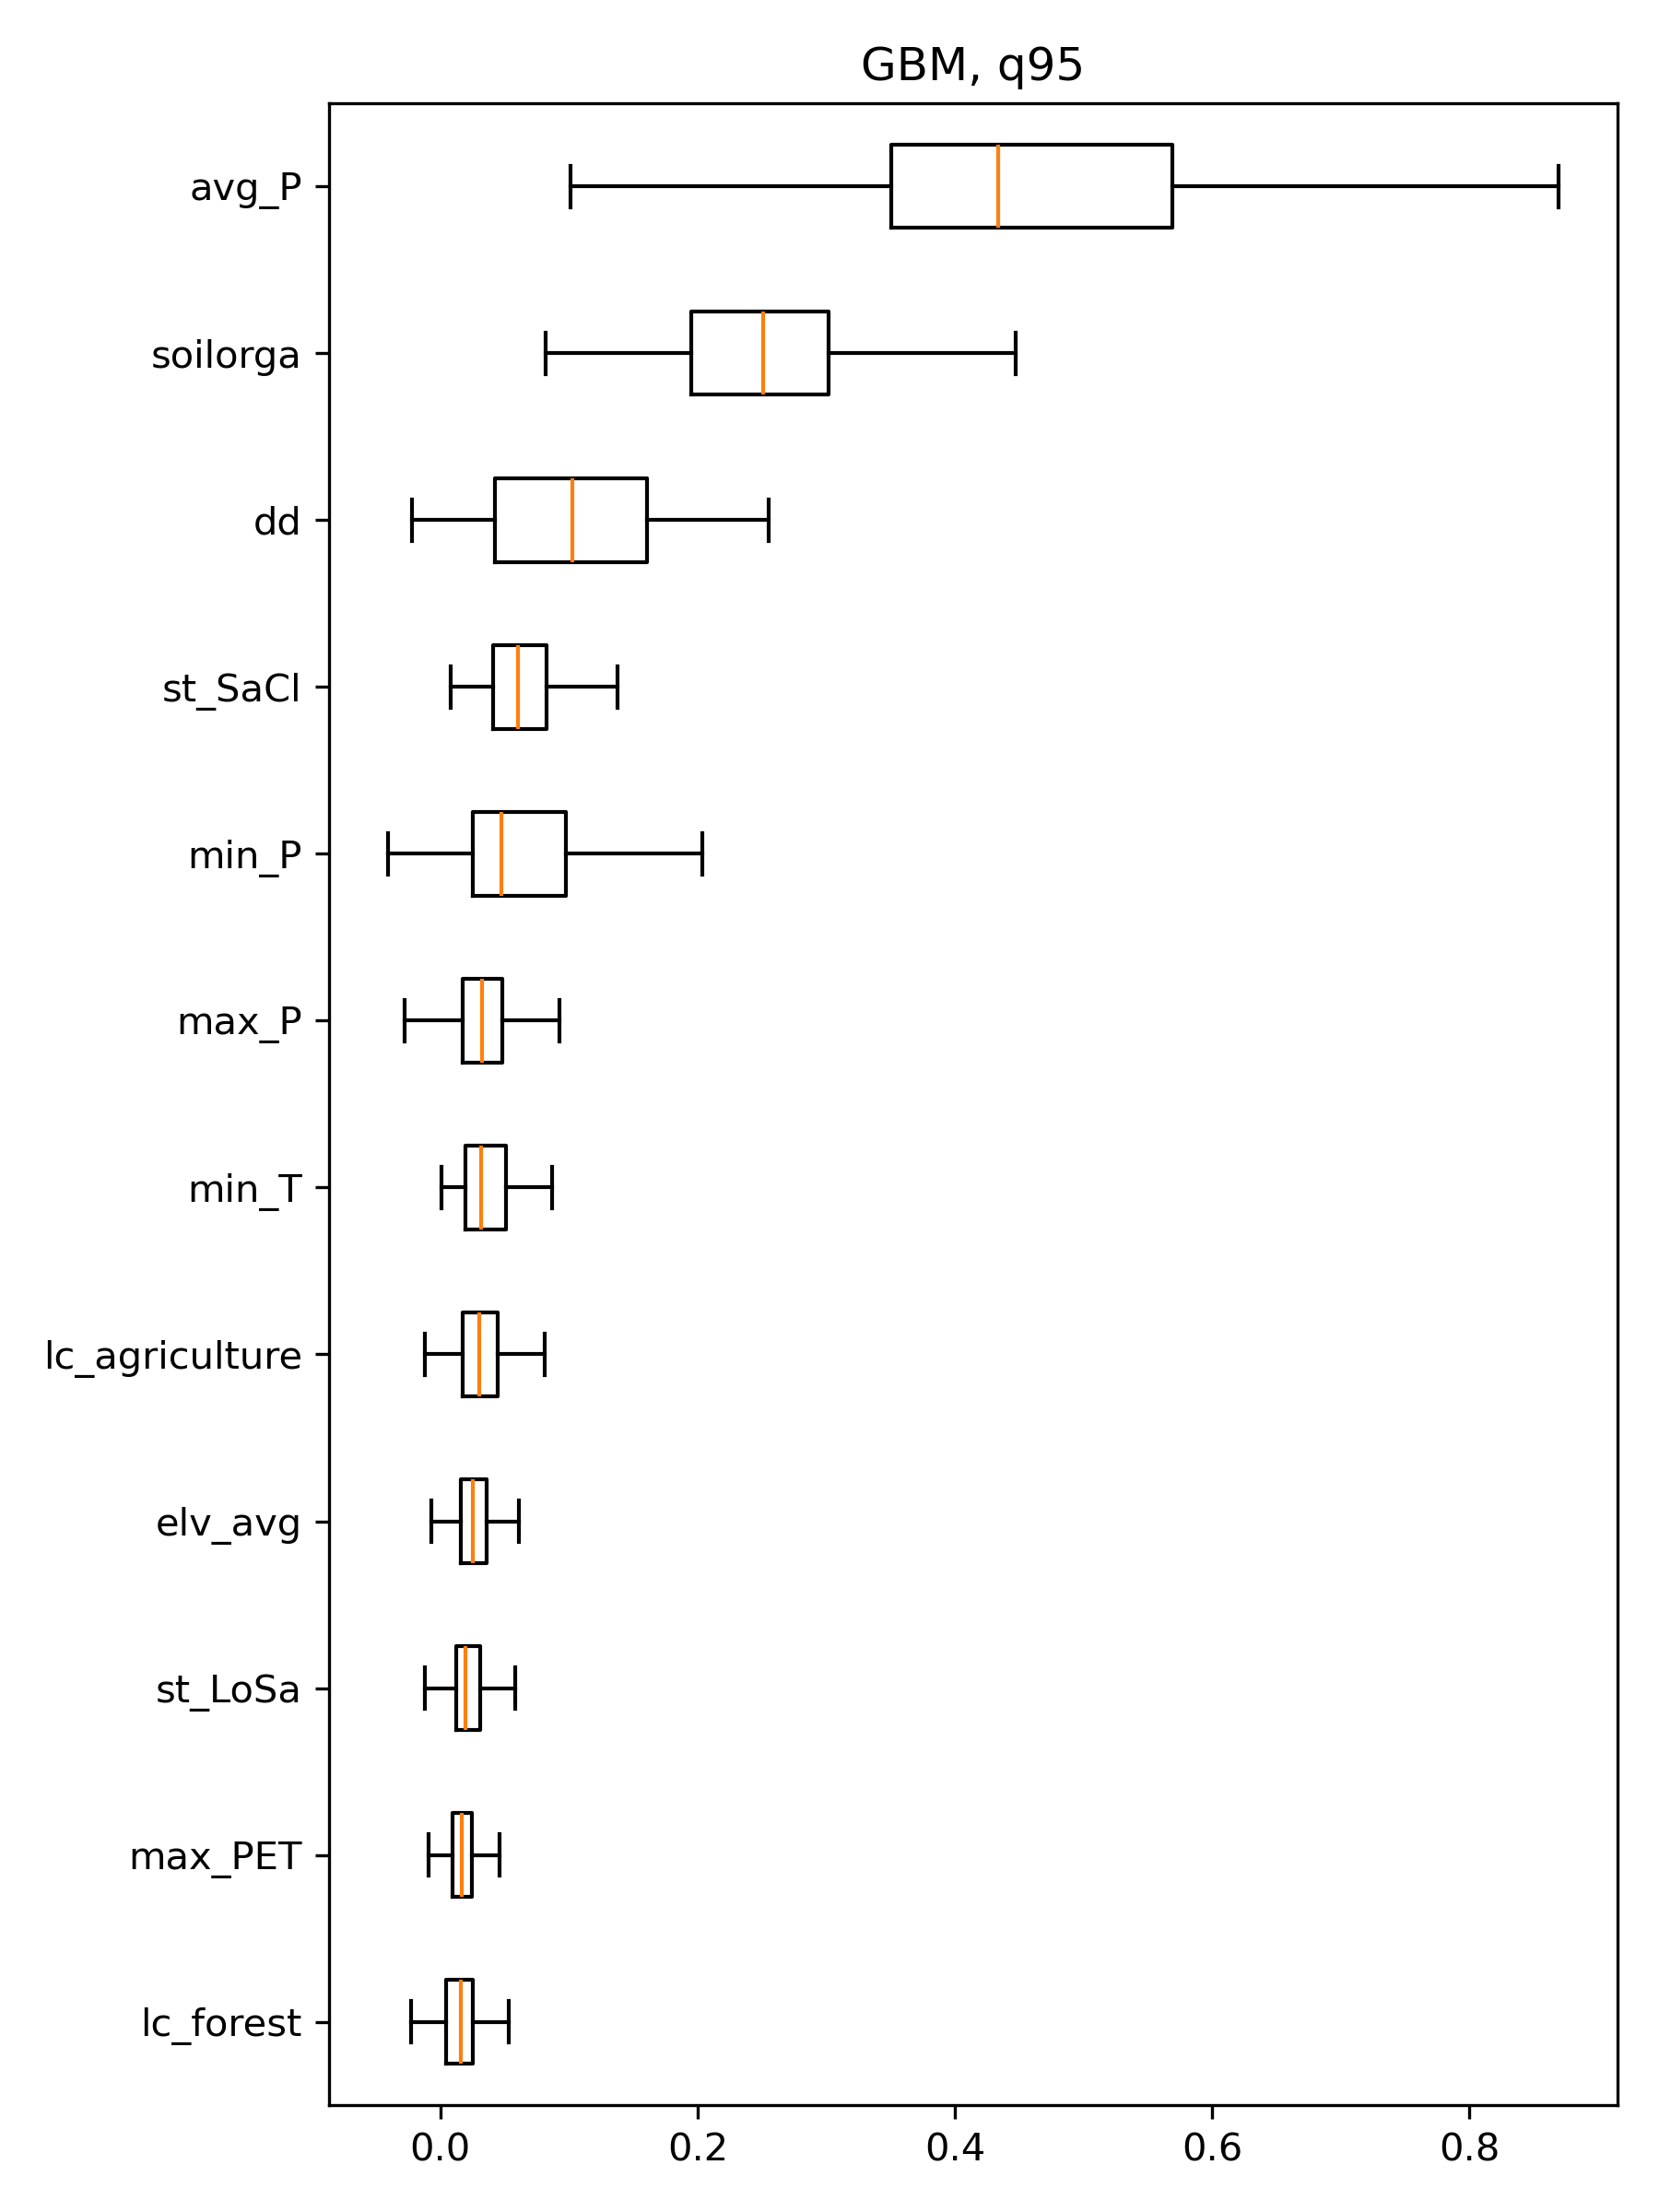 GBM, q95
avg_P
soilorga
dd
st_SaCl
min_P
max_P
min_T
lc_agriculture
elv_avg
st_LoSa
max_PET
lc_forest
0.0 0.2 0.4 0.6 0.8